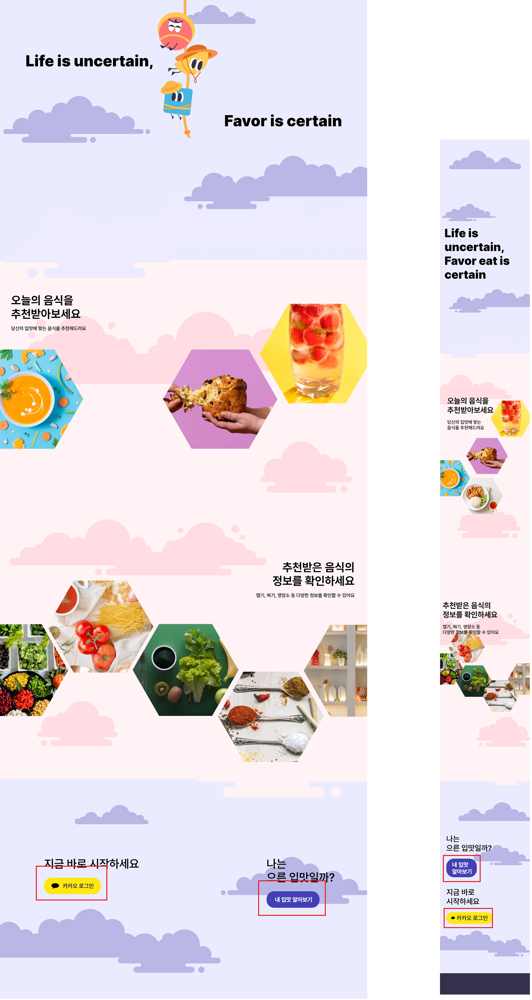 Life is uncertain,
Favor is certain
오늘의 음식을
추천받아보세요
당신의 입맛에 맞는 음식을 추천해드려요
추천받은 음식의
정보를 확인하세요
맵기, 짜기, 영양소 등 다양한 정보를 확인할 수 있어요
지금 바로 시작하세요
카카오 로그인
나는
으른 입맛일까?
내 입맛 알아보기
Life is
uncertain,
Favor eat is
certain
오늘의 음식을
추천받아보세요
당신의 입맛에 맞는
음식을 추천해드려요
추천받은 음식의
정보를 확인하세요
맵기, 짜기, 영양소 등
다양한 정보를 확인할 수 있어요
나는
으른 입맛일까?
내 입맛
알아보기
지금 바로
시작하세요
카카오 로그인